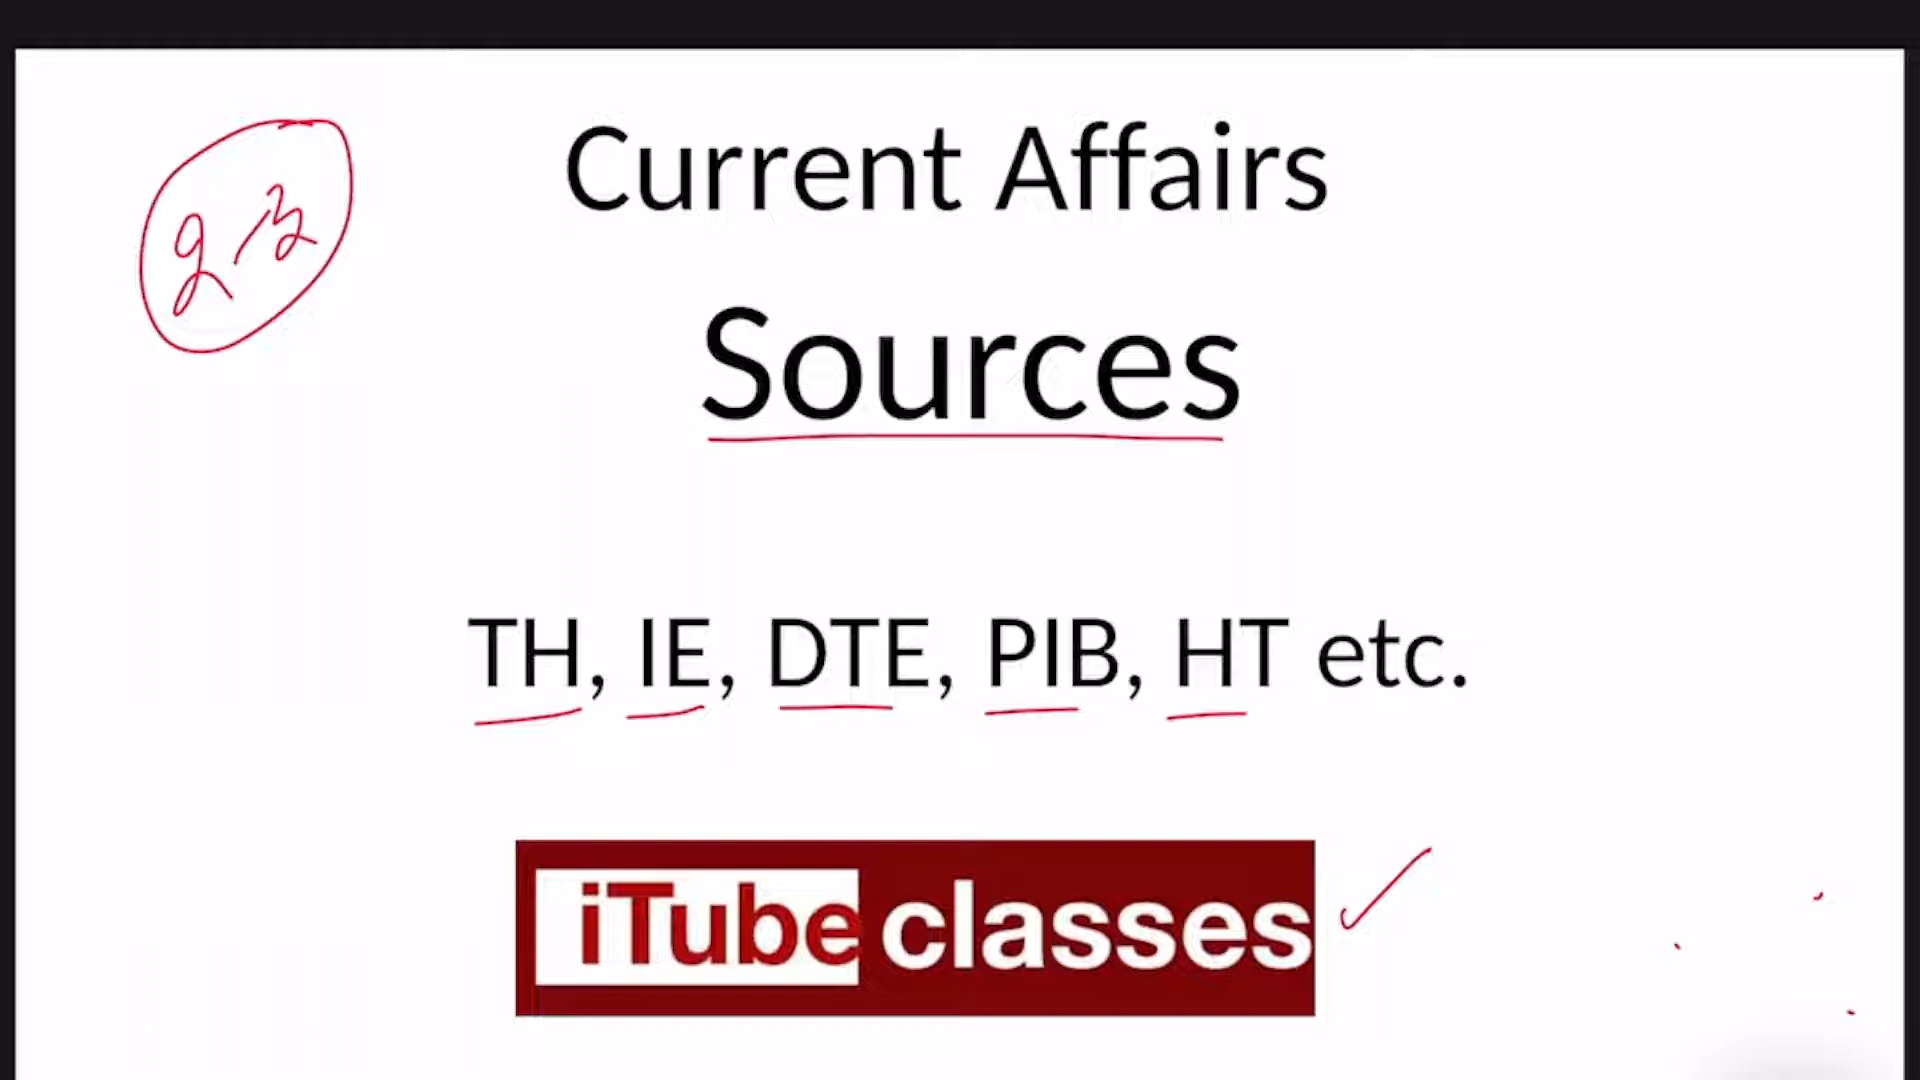 Current Affairs
Sources
TH, IE, DTE, PIB, HT etc.
iTube classes